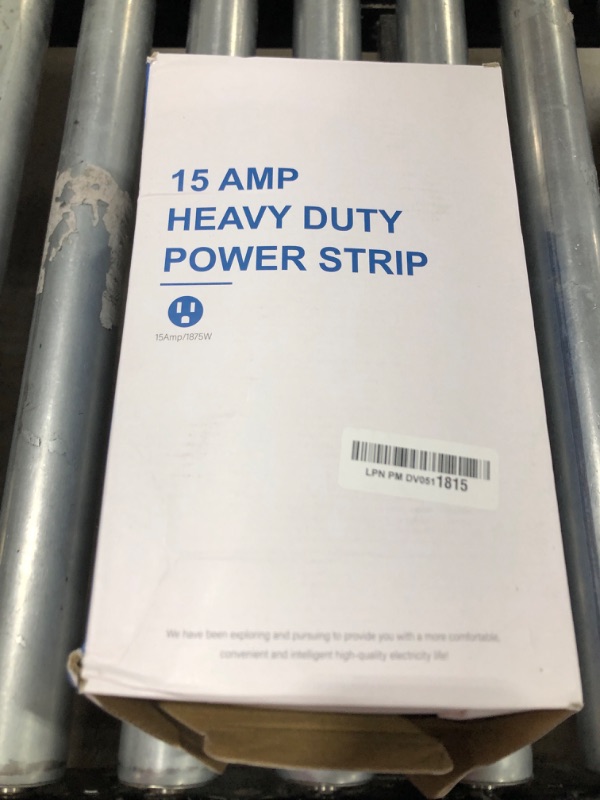 15 AMP
HEAVY DUTY
POWER STRIP
15Amp/1875W
LPN PM DV0511815
We have been exploring and pursuing to provide you with a more comfortable,
convenient and intelligent high-quality electricity life!